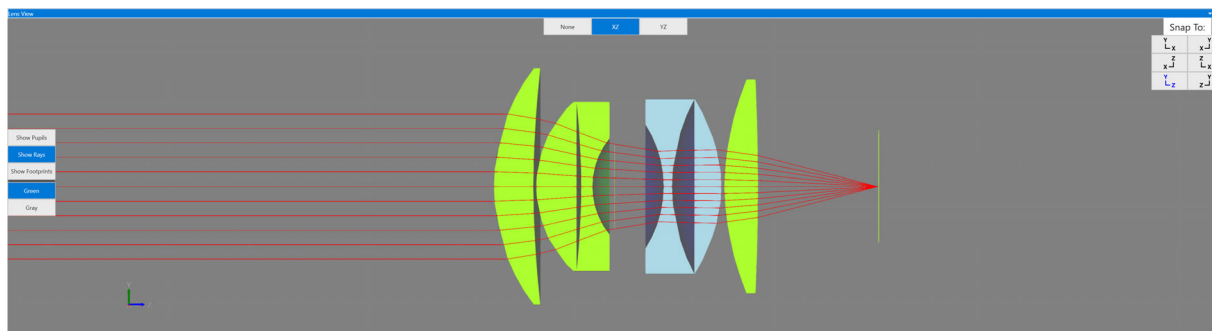 Lens View
None XZ YZ
Snap To:
Y X Y X
Z X Z X
Y Z Y Z
Show Pupils
Show Rays
Show Footprints
Green
Gray